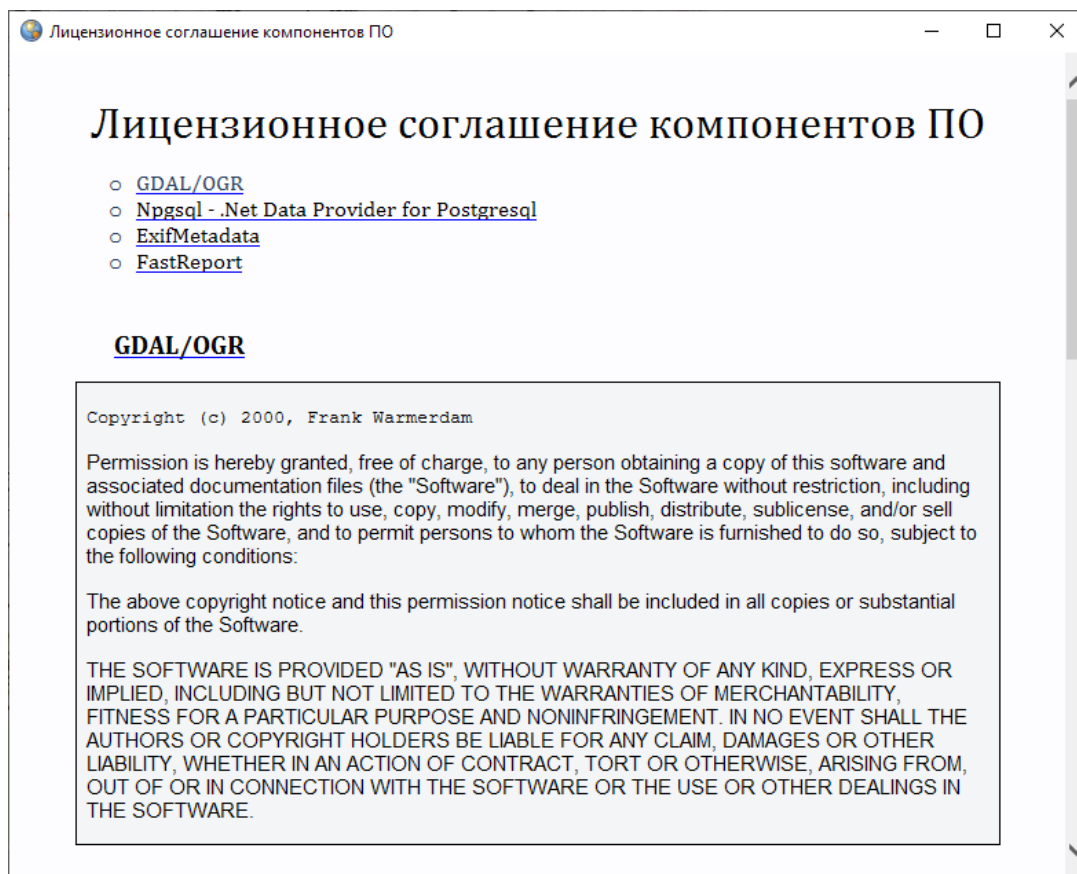 Лицензионное соглашение компонентов ПО
Лицензионное соглашение компонентов ПО
GDAL/OGR
Npgsql - .Net Data Provider for Postgresql
ExifMetadata
FastReport
GDAL/OGR
Copyright (c) 2000, Frank Warmerdam
Permission is hereby granted, free of charge, to any person obtaining a copy of this software and
associated documentation files (the "Software"), to deal in the Software without restriction, including
without limitation the rights to use, copy, modify, merge, publish, distribute, sublicense, and/or sell
copies of the Software, and to permit persons to whom the Software is furnished to do so, subject to
the following conditions:
The above copyright notice and this permission notice shall be included in all copies or substantial
portions of the Software.
THE SOFTWARE IS PROVIDED "AS IS", WITHOUT WARRANTY OF ANY KIND, EXPRESS OR
IMPLIED, INCLUDING BUT NOT LIMITED TO THE WARRANTIES OF MERCHANTABILITY,
FITNESS FOR A PARTICULAR PURPOSE AND NONINFRINGEMENT. IN NO EVENT SHALL THE
AUTHORS OR COPYRIGHT HOLDERS BE LIABLE FOR ANY CLAIM, DAMAGES OR OTHER
LIABILITY, WHETHER IN AN ACTION OF CONTRACT, TORT OR OTHERWISE, ARISING FROM,
OUT OF OR IN CONNECTION WITH THE SOFTWARE OR THE USE OR OTHER DEALINGS IN
THE SOFTWARE.